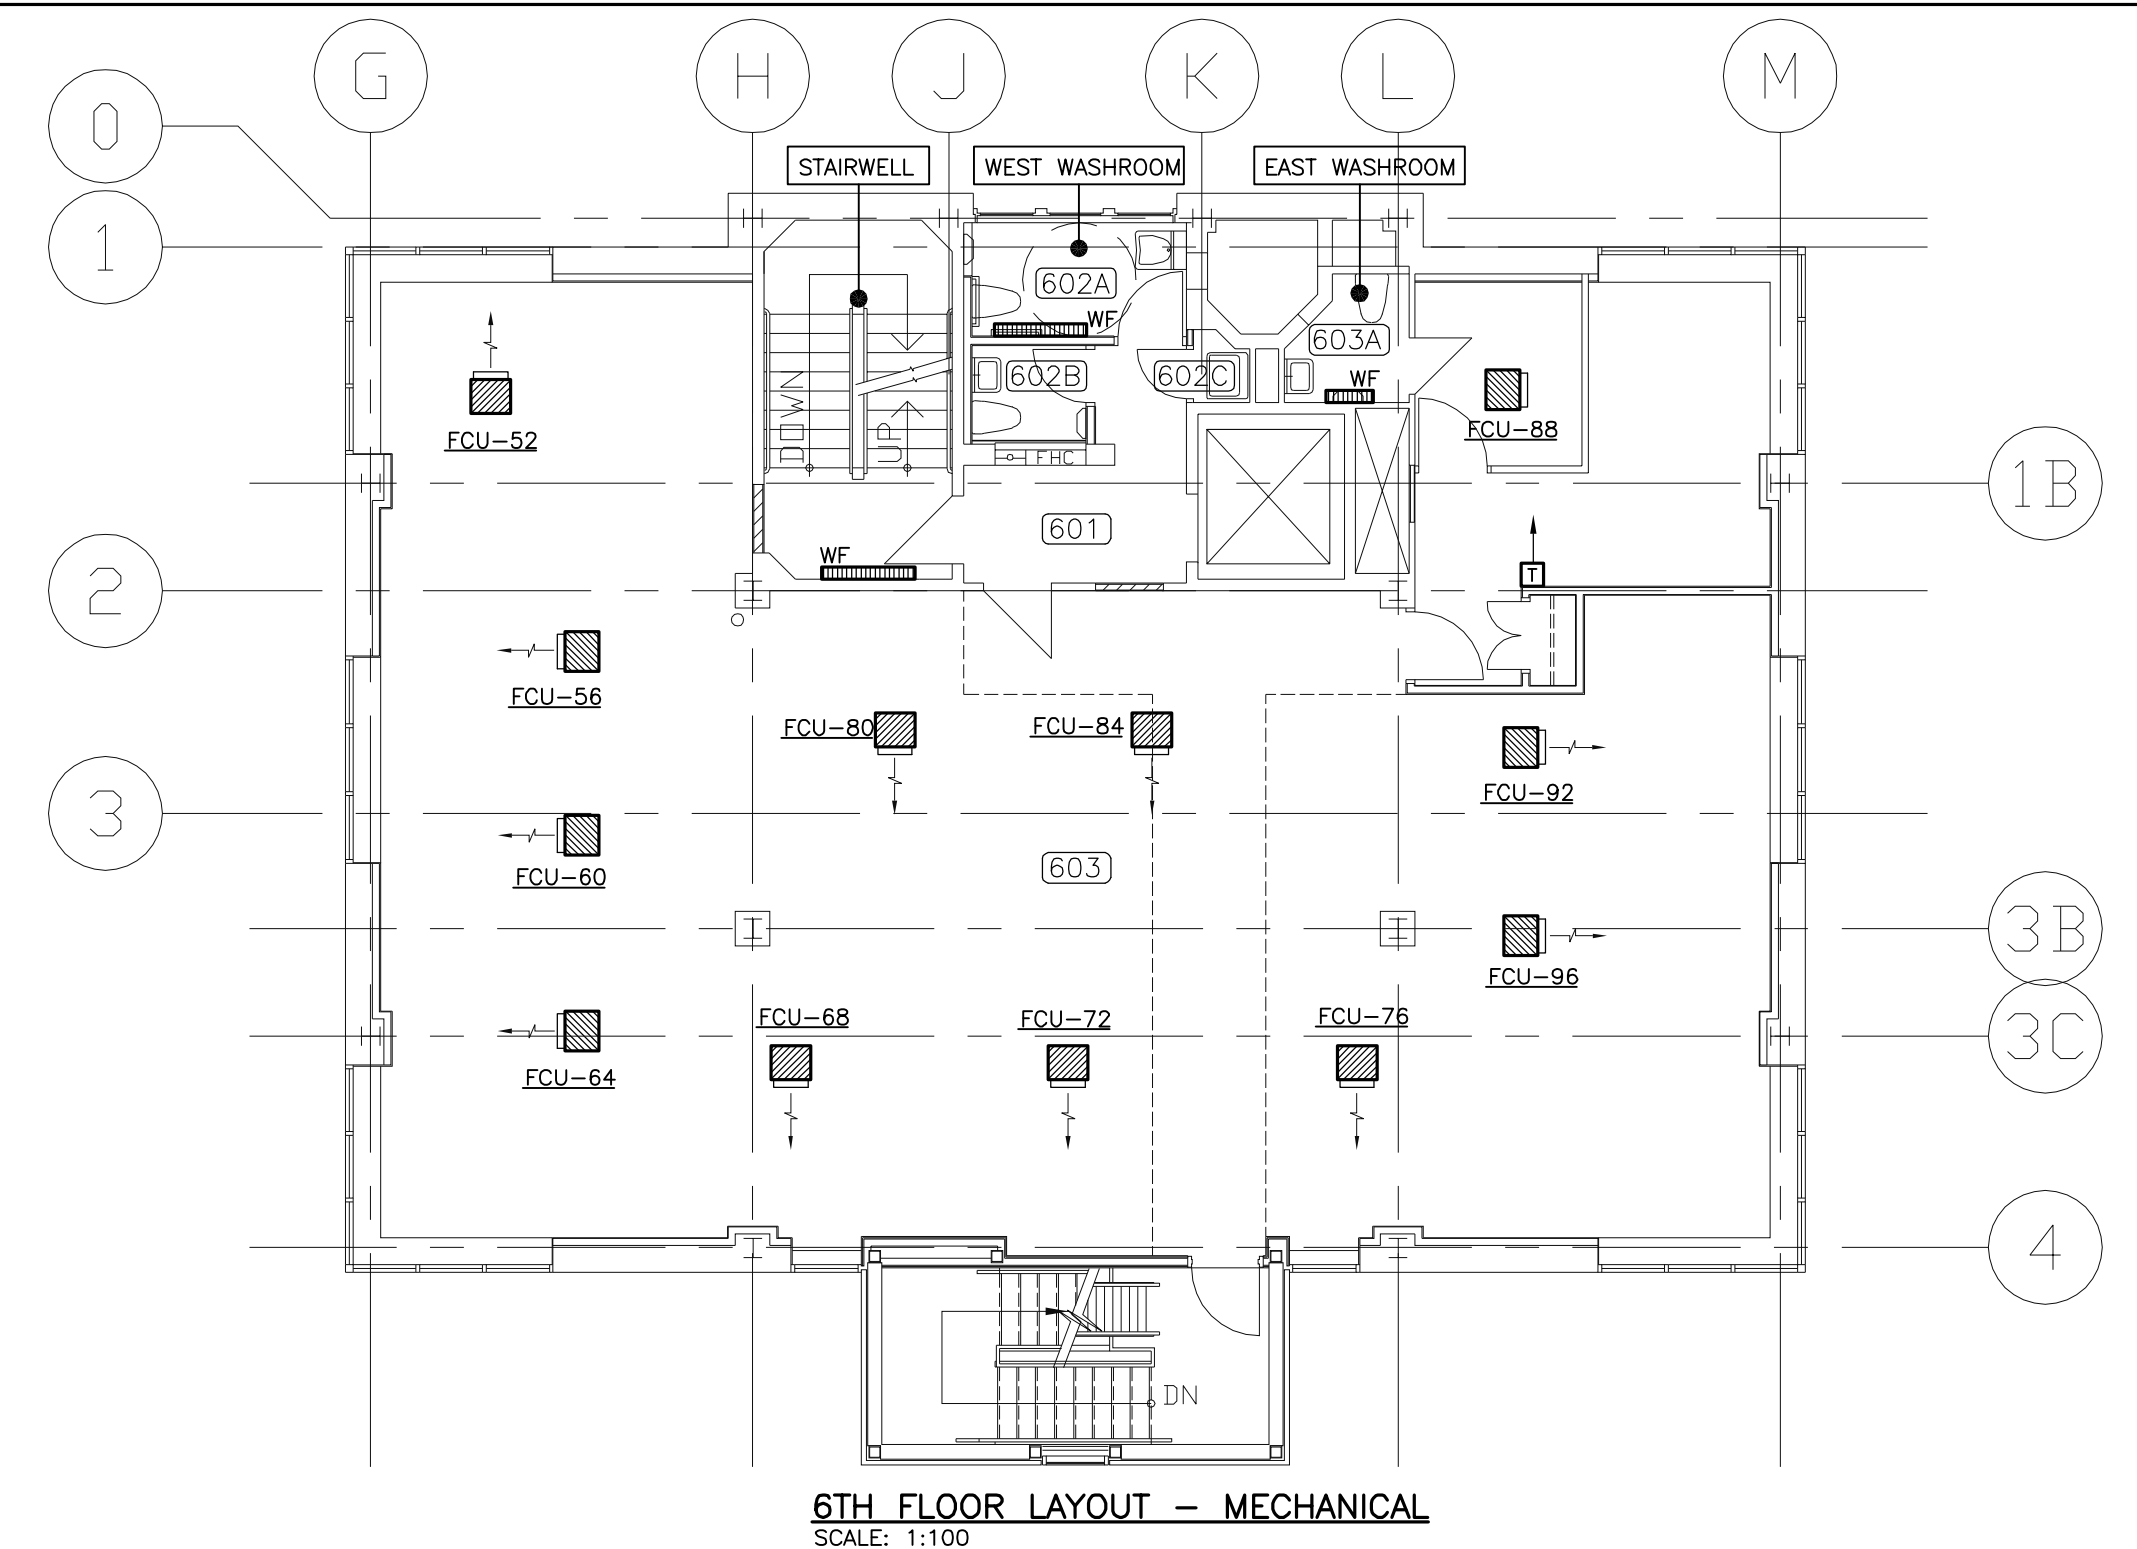 G H J K L M
0
STAIRWELL WEST WASHROOM EAST WASHROOM
1
602A
WF
603A
602B 602C WF
DOWN UP
FCU-52 FCU-88
FHC
1B
601
WF
T
2
FCU-56
FCU-80 FCU-84
FCU-92
3
603
FCU-60
3B
FCU-96
FCU-68 FCU-72 FCU-76
3C
FCU-64
4
DN
6TH FLOOR LAYOUT - MECHANICAL
SCALE: 1:100